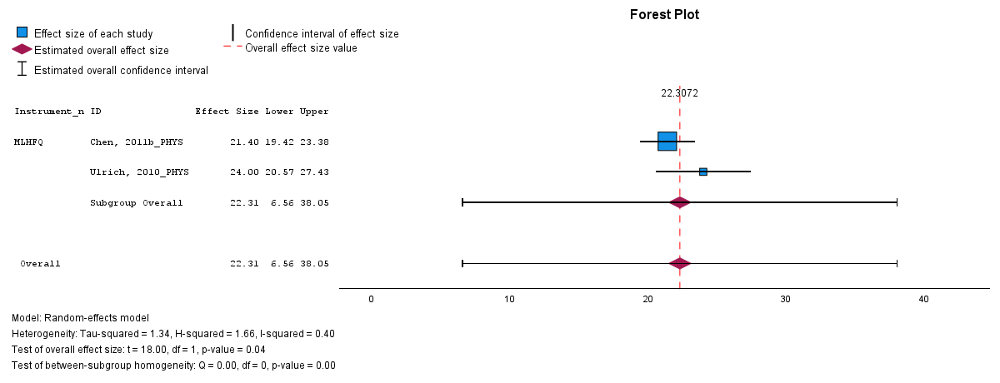 Forest Plot
Effect size of each study
Confidence interval of effect size
Estimated overall effect size
Overall effect size value
Estimated overall confidence interval
22.3072
Instrument_n ID Effect Size Lower Upper
MLHFQ Chen, 2011b_PHYS 21.40 19.42 23.38
Ulrich, 2010_PHYS 24.00 20.57 27.43
Subgroup Overall 22.31 6.56 38.05
Overall 22.31 6.56 38.05
0 10 20 30 40
Model: Random-effects model
Heterogeneity: Tau-squared = 1.34, H-squared = 1.66, I-squared = 0.40
Test of overall effect size: t = 18.00, df = 1, p-value = 0.04
Test of between-subgroup homogeneity: Q = 0.00, df = 0, p-value = 0.00